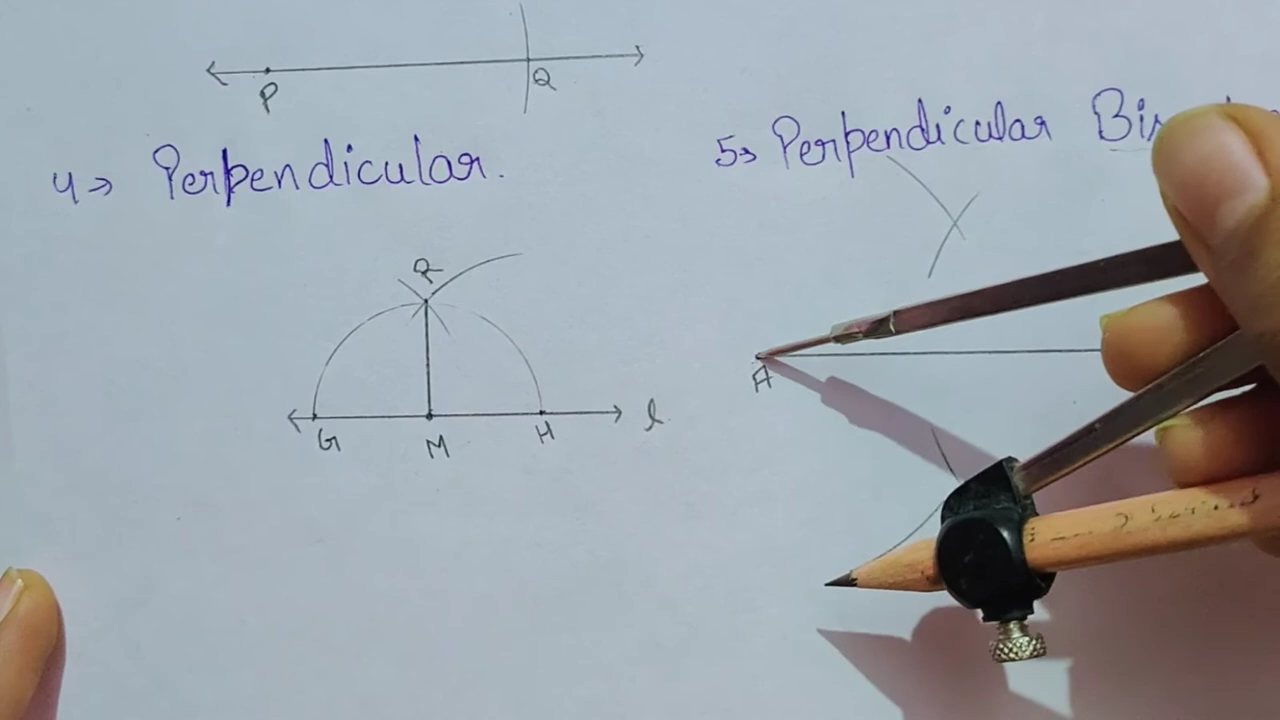 P Q
4→ Perpendicular.
5→ Perpendicular
R
G M H l.
A